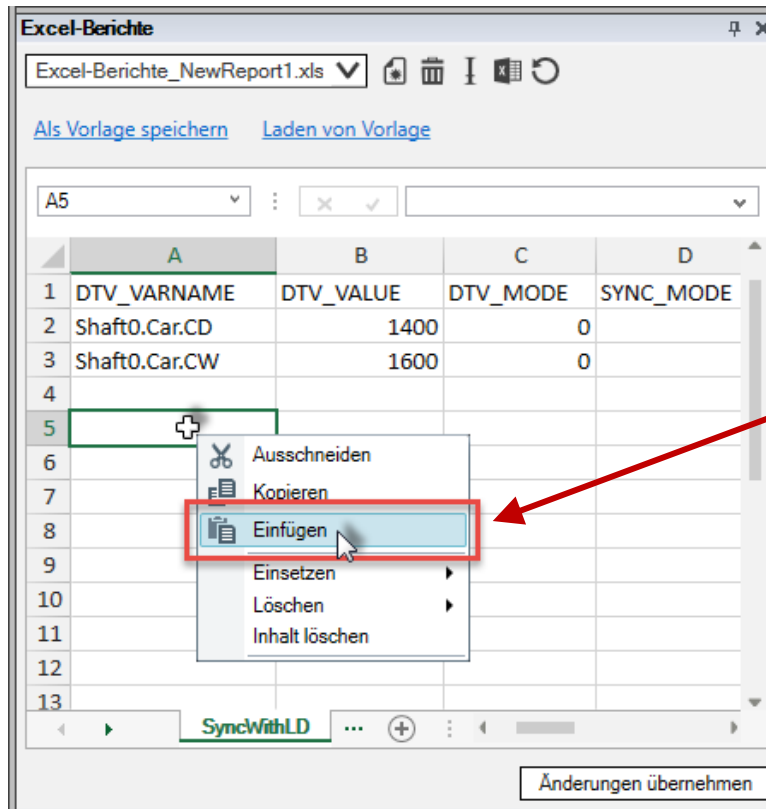 Excel-Berichte
Excel-Berichte_NewReport1.xls
Als Vorlage speichern Laden von Vorlage
A5
A B C D
1 DTV_VARNAME DTV_VALUE DTV_MODE SYNC_MODE
2 Shaft0.Car.CD 1400 0
3 Shaft0.Car.CW 1600 0
4
5
6 Ausschneiden
7 Kopieren
8 Einfügen
9 Einsetzen
10 Löschen
11 Inhalt löschen
12
13
SyncWithLD ...
Änderungen übernehmen